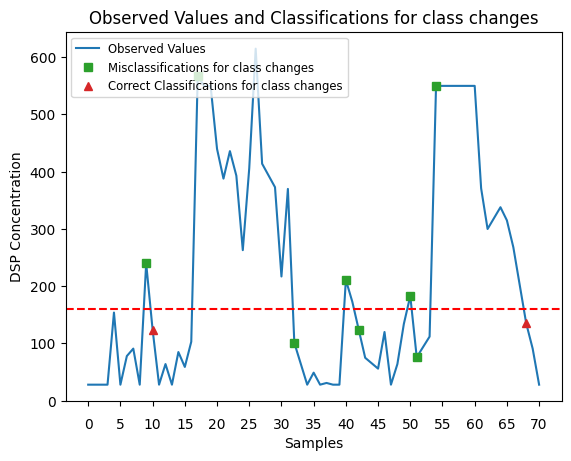 Observed Values and Classifications for class changes
Observed Values
Misclassifications for class changes
Correct Classifications for class changes
600
500
400
300
200
100
0
DSP Concentration
0 5 10 15 20 25 30 35 40 45 50 55 60 65 70
Samples